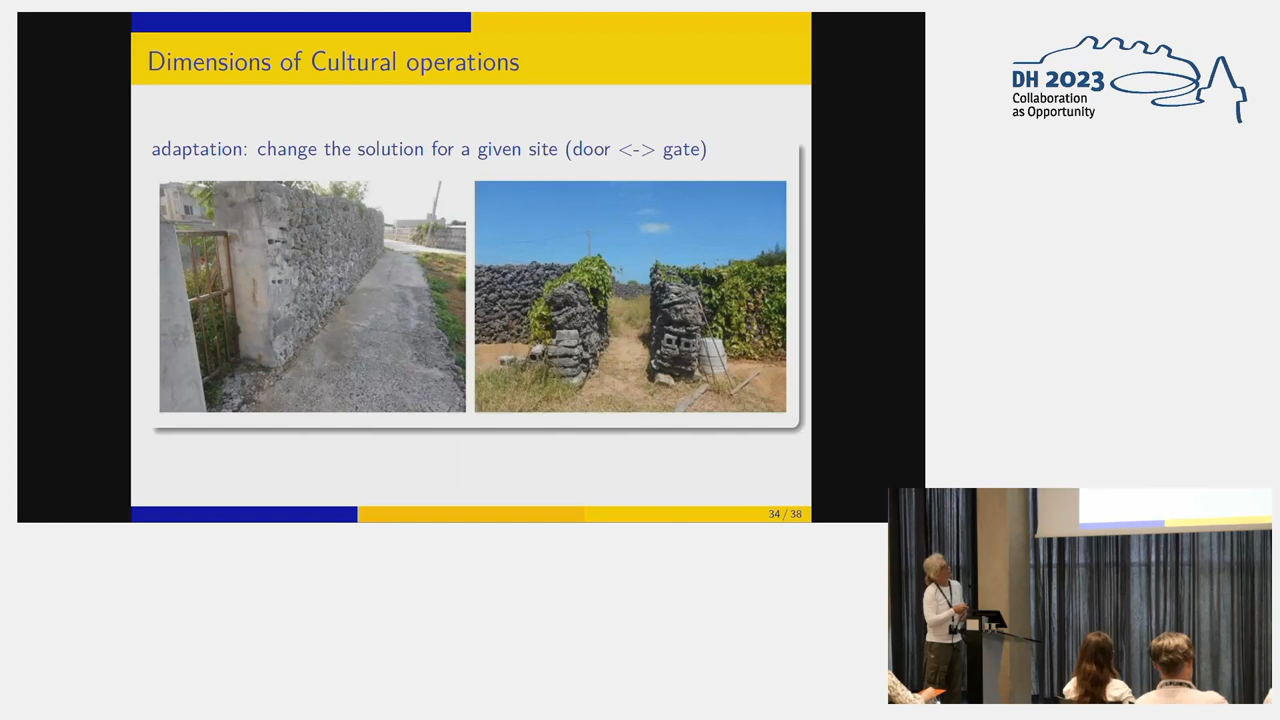 Dimensions of Cultural operations
adaptation: change the solution for a given site (door <-> gate)
34 / 38
DH 2023
Collaboration
as Opportunity